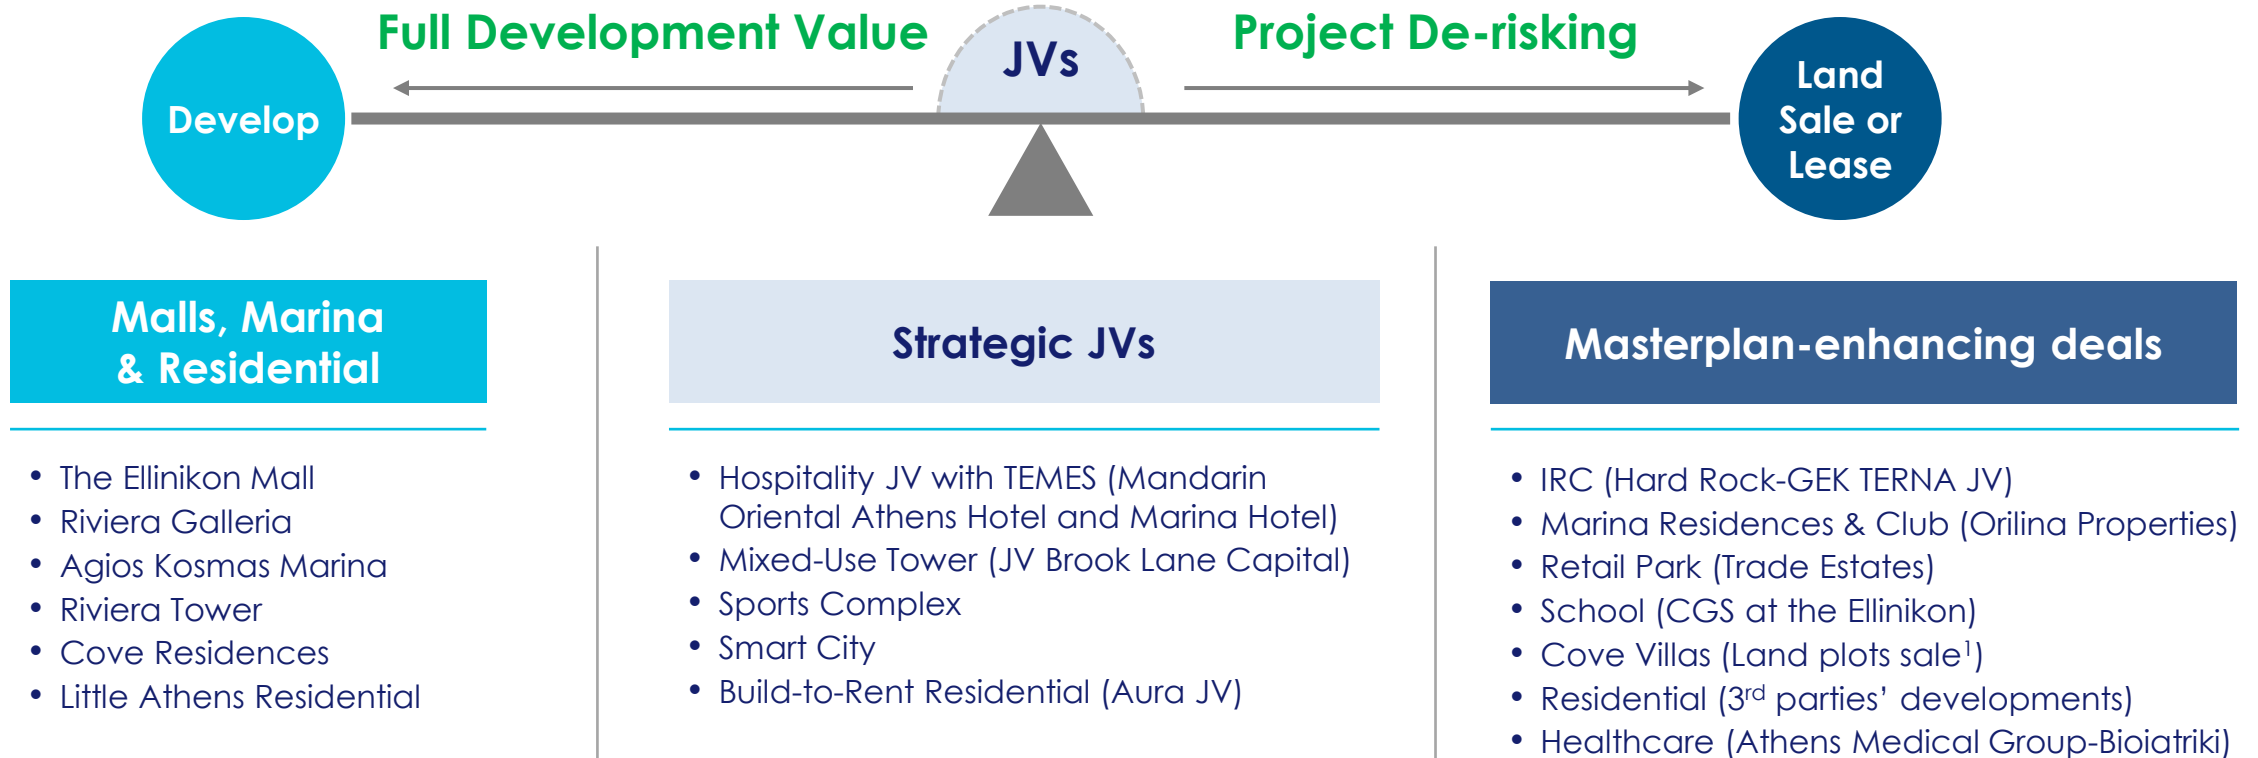 Full Development Value
JVs
Project De-risking
Develop
Land
Sale or
Lease
Malls, Marina
& Residential
• The Ellinikon Mall
• Riviera Galleria
• Agios Kosmas Marina
• Riviera Tower
• Cove Residences
• Little Athens Residential
Strategic JVs
• Hospitality JV with TEMES (Mandarin
Oriental Athens Hotel and Marina Hotel)
• Mixed-Use Tower (JV Brook Lane Capital)
• Sports Complex
• Smart City
• Build-to-Rent Residential (Aura JV)
Masterplan-enhancing deals
• IRC (Hard Rock-GEK TERNA JV)
• Marina Residences & Club (Orilina Properties)
• Retail Park (Trade Estates)
• School (CGS at the Ellinikon)
• Cove Villas (Land plots sale¹)
• Residential (3rd parties’ developments)
• Healthcare (Athens Medical Group-Bioiatriki)